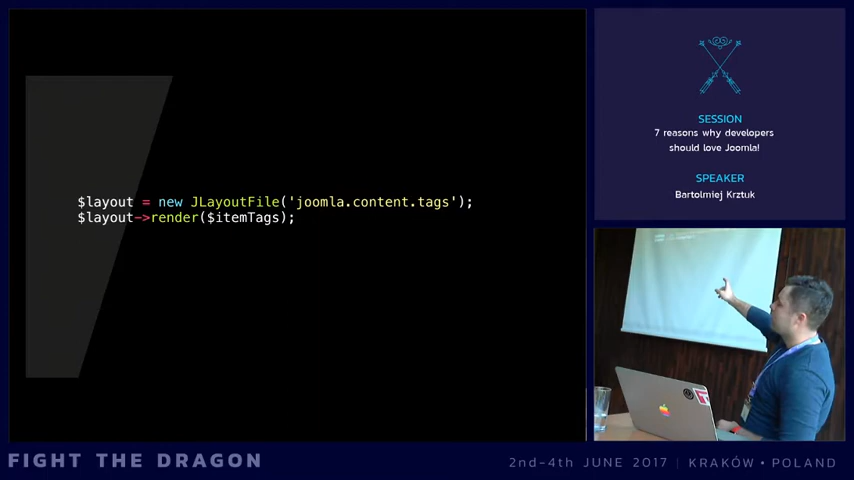 $layout = new JLayoutFile('joomla.content.tags');
$layout->render($itemTags);
SESSION
7 reasons why developers
should love Joomla!
SPEAKER
Bartolmiej Krztuk
FIGHT THE DRAGON
2nd-4th JUNE 2017 | KRAKÓW • POLAND